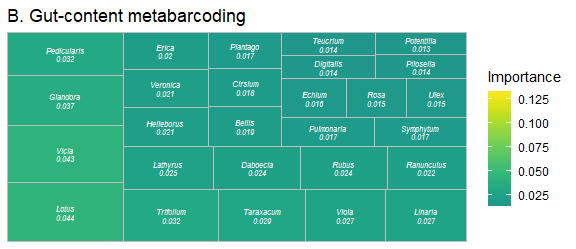 B. Gut-content metabarcoding
Pedicularis
0.032
Glandora
0.037
Vicia
0.043
Lotus
0.044
Erica
0.02
Veronica
0.021
Helleborus
0.021
Plantago
0.017
Cirsium
0.018
Bellis
0.019
Teucrium
0.014
Potentilla
0.013
Digitalis
0.014
Pilosella
0.014
Echium
0.016
Rosa
0.015
Ulex
0.015
Pulmonaria
0.017
Symphytum
0.017
Lathyrus
0.025
Daboecia
0.024
Rubus
0.024
Ranunculus
0.022
Trifolium
0.032
Taraxacum
0.029
Viola
0.027
Linaria
0.027
Importance
0.125
0.100
0.075
0.050
0.025